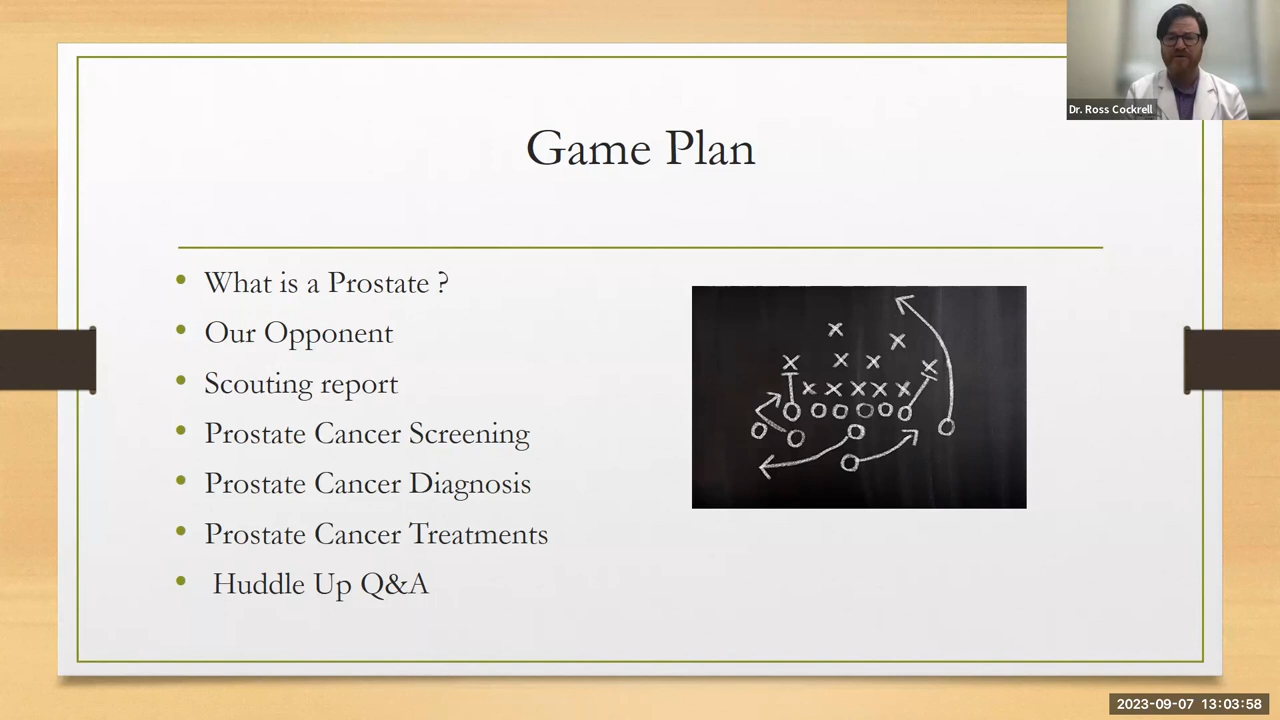 Dr. Ross Cockrell
Game Plan
What is a Prostate ?
Our Opponent
Scouting report
Prostate Cancer Screening
Prostate Cancer Diagnosis
Prostate Cancer Treatments
Huddle Up Q&A
2023-09-07 13:03:58